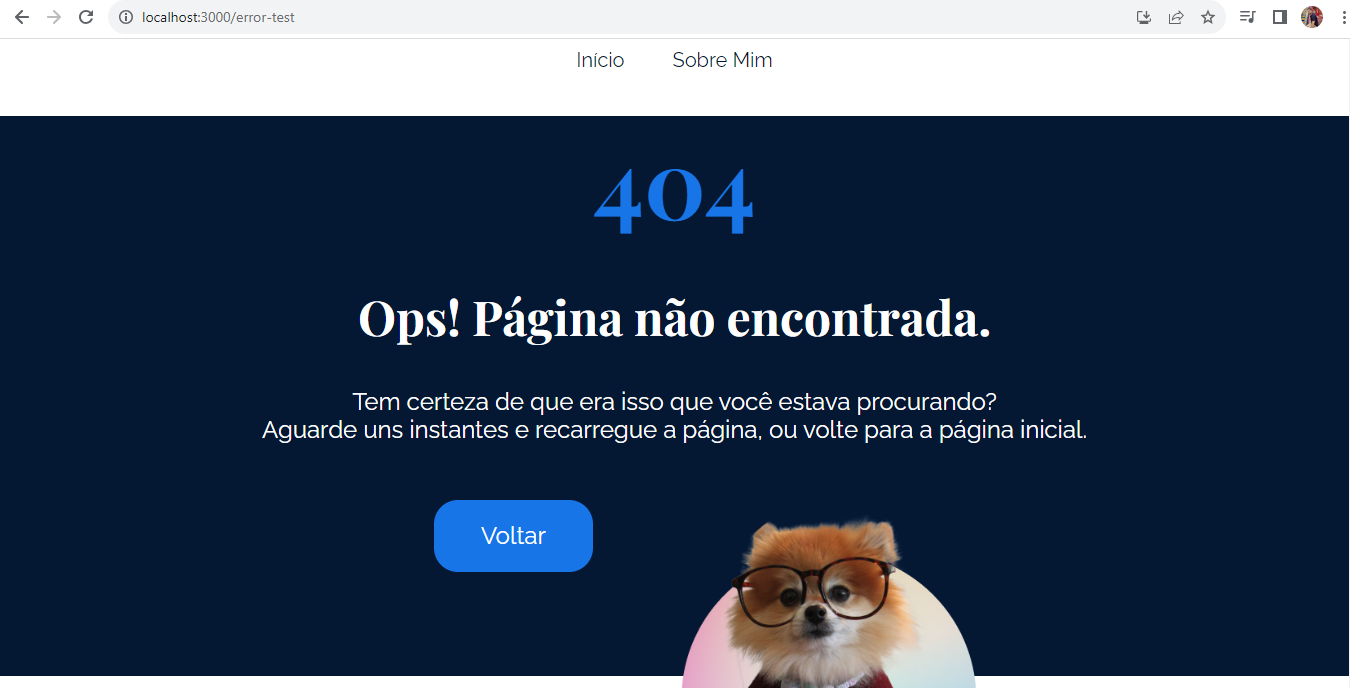 localhost:3000/error-test
Início Sobre Mim
404
Ops! Página não encontrada.
Tem certeza de que era isso que você estava procurando?
Aguarde uns instantes e recarregue a página, ou volte para a página inicial.
Voltar